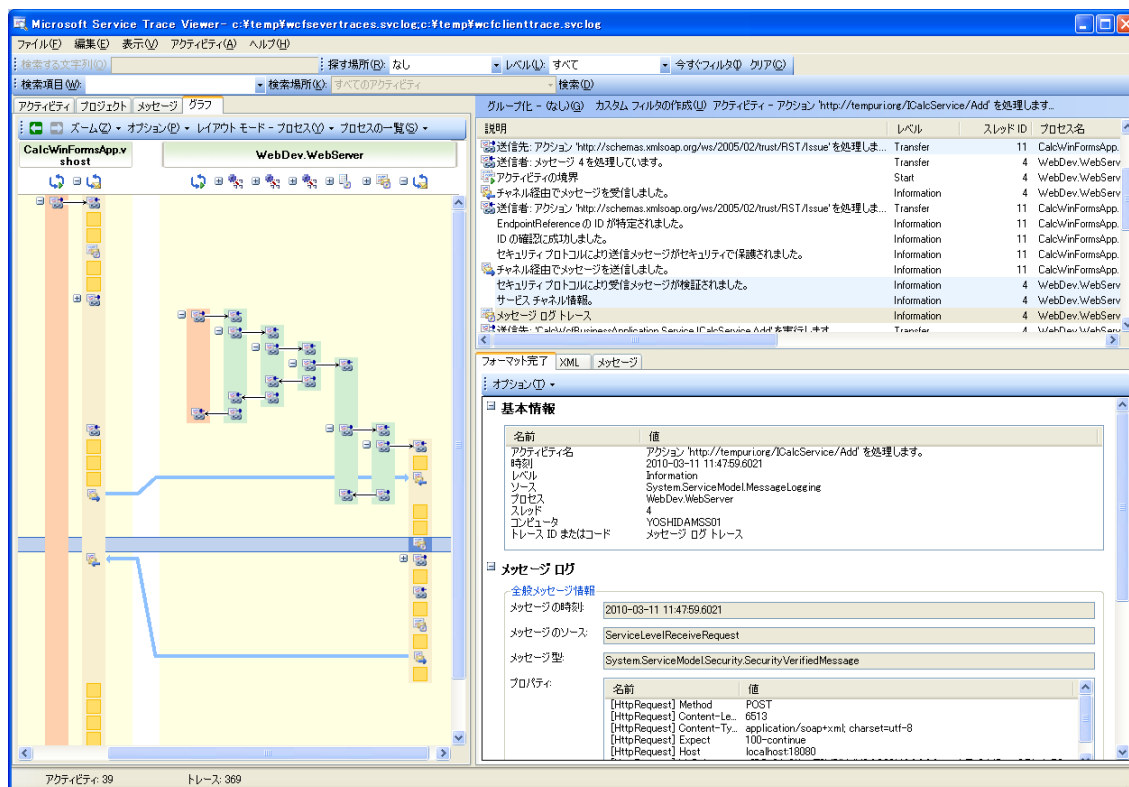 Microsoft Service Trace Viewer- c:¥temp¥wcfsevertraces.svclog;c:¥temp¥wcfclienttrace.svclog
ファイル(F) 編集(E) 表示(V) アクティビティ(A) ヘルプ(H)
検索する文字列(O) 探す場所(R): なし レベル(L): すべて 今すぐフィルタ(I) クリア(C)
検索項目(W): 検索場所(K): すべてのアクティビティ 検索(D)
アクティビティ プロジェクト メッセージ グラフ
ズーム(Z) オプション(P) レイアウト モード - プロセス(Y) プロセスの一覧(S)
CalcWinFormsApp.v
shost
WebDev.WebServer
グループ化 - (なし)(G) カスタム フィルタの作成(U) アクティビティ - アクション 'http://tempuri.org/ICalcService/Add' を処理します...
説明 レベル スレッド ID プロセス名
送信先: アクション 'http://schemas.xmlsoap.org/ws/2005/02/trust/RST/Issue' を処理しま... Transfer 11 CalcWinFormsApp.
送信者: メッセージ 4 を処理しています。 Transfer 4 WebDev.WebServ
アクティビティの境界 Start 4 WebDev.WebServ
チャネル経由でメッセージを受信しました。 Information 4 WebDev.WebServ
送信者: アクション 'http://schemas.xmlsoap.org/ws/2005/02/trust/RST/Issue' を処理しま... Transfer 11 CalcWinFormsApp.
EndpointReference の ID が特定されました。 Information 11 CalcWinFormsApp.
ID の確認に成功しました。 Information 11 CalcWinFormsApp.
セキュリティ プロトコルにより送信メッセージがセキュリティで保護されました。 Information 11 CalcWinFormsApp.
チャネル経由でメッセージを送信しました。 Information 11 CalcWinFormsApp.
セキュリティ プロトコルにより受信メッセージが検証されました。 Information 4 WebDev.WebServ
サービス チャネル情報。 Information 4 WebDev.WebServ
メッセージ ログ トレース Information 4 WebDev.WebServ
送信先: 'CalcWcfBusinessApplication.Service.ICalcService.Add' を実行します Transfer 4 WebDev.WebServ
フォーマット完了 XML メッセージ
オプション(T)
基本情報
名前 値
アクティビティ名 アクション 'http://tempuri.org/ICalcService/Add' を処理します。
時刻 2010-03-11 11:47:59.6021
レベル Information
ソース System.ServiceModel.MessageLogging
プロセス WebDev.WebServer
スレッド 4
コンピュータ YOSHIDAMSS01
トレース ID またはコード メッセージ ログ トレース
メッセージ ログ
全般メッセージ情報
メッセージの時刻: 2010-03-11 11:47:59.6021
メッセージのソース: ServiceLevelReceiveRequest
メッセージ型: System.ServiceModel.Security.SecurityVerifiedMessage
プロパティ:
名前 値
[HttpRequest] Method POST
[HttpRequest] Content-Le... 6513
[HttpRequest] Content-Ty... application/soap+xml; charset=utf-8
[HttpRequest] Expect 100-continue
[HttpRequest] Host localhost:18080
アクティビティ: 39 トレース: 369